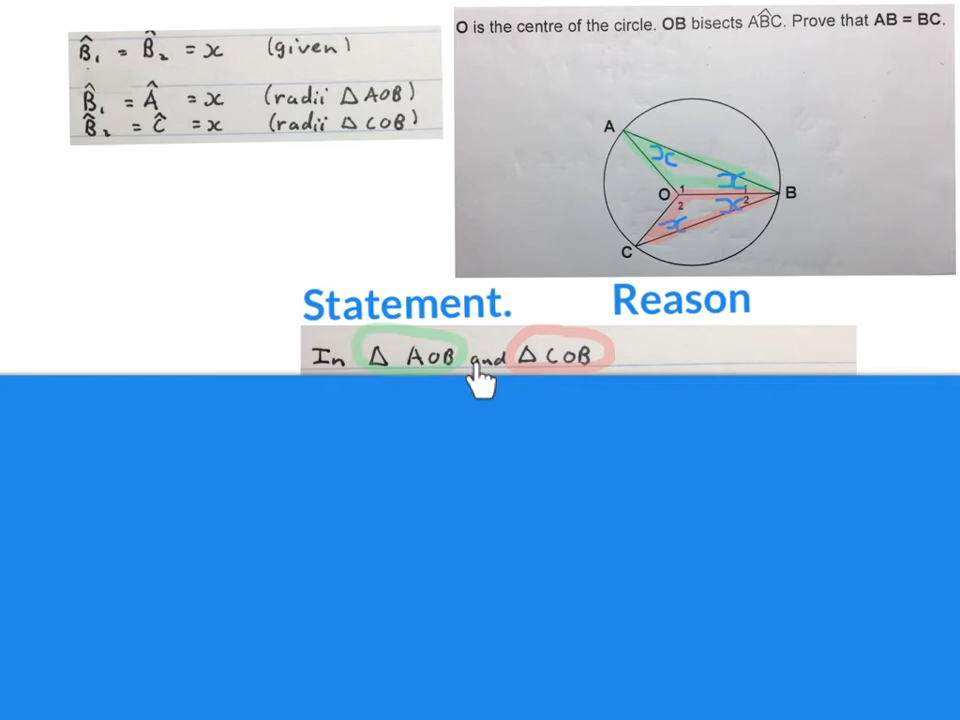 B̂₁ = B̂₂ = x (given)
B̂₁ = Â = x (radii △AOB)
B̂₂ = Ĉ = x (radii △COB)
O is the centre of the circle. OB bisects AB̂C. Prove that AB = BC.
A
x
x
O 1 1 B
2 x 2
x
C
Statement. Reason
In △ AOB and △ COB